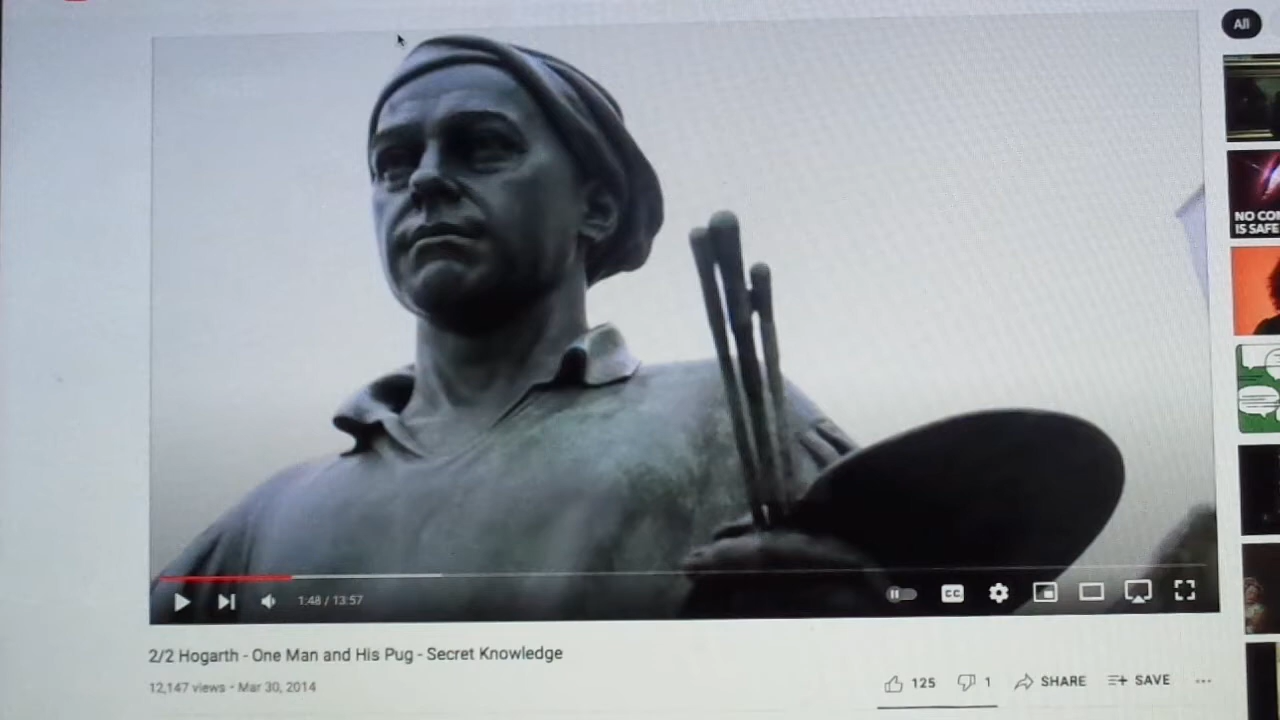 All
NO CO
IS SAFE
CC
1:48 / 13:57
2/2 Hogarth - One Man and His Pug - Secret Knowledge
12,147 views • Mar 30, 2014
125
1
SHARE
SAVE